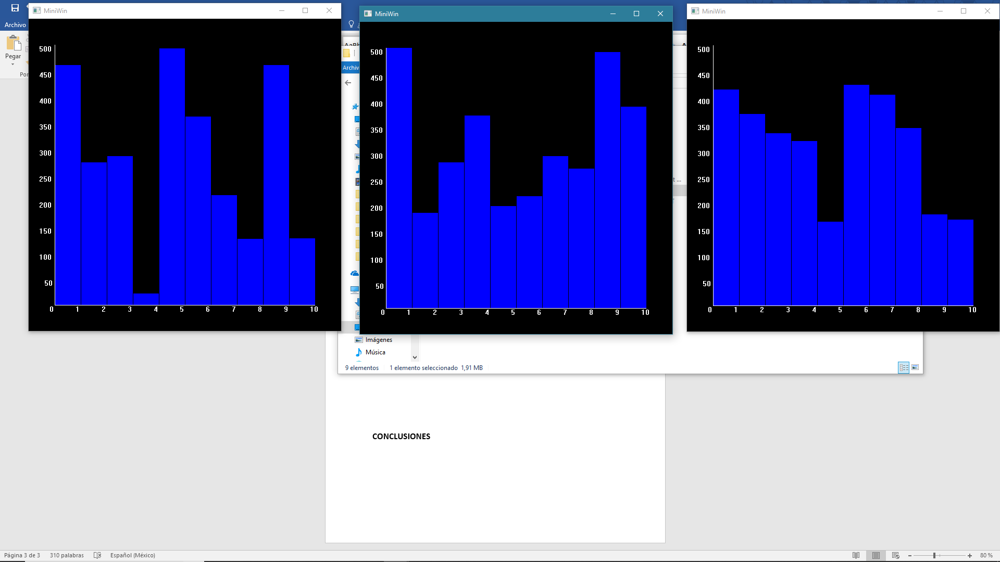 MiniWin
MiniWin
MiniWin
Archivo
Pegar
Archiv
500
450
400
350
300
250
200
150
100
50
0 1 2 3 4 5 6 7 8 9 10
500
450
400
350
300
250
200
150
100
50
0 1 2 3 4 5 6 7 8 9 10
500
450
400
350
300
250
200
150
100
50
0 1 2 3 4 5 6 7 8 9 10
Imágenes
Música
9 elementos 1 elemento seleccionado 1,91 MB
CONCLUSIONES
Página 3 de 3 310 palabras Español (México) 80 %